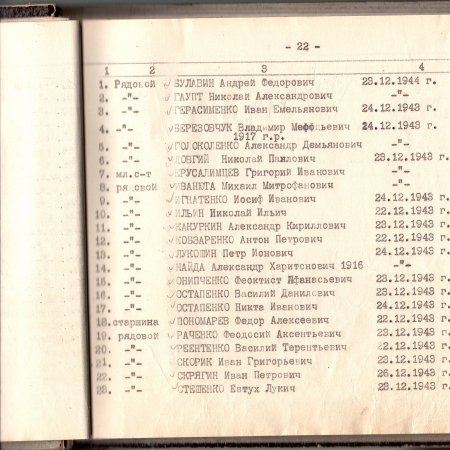 - 22 -
1 2 3 4
1. Рядовой БУЛАВИН Андрей Федорович 23.12.1944 г.
2. -"- ГАУПТ Николай Александрович -"-
3. -"- ГЕРАСИМЕНКО Иван Емельянович 24.12.1943 г.
4. -"- БЕРЕЗОВЧУК Владимир Меффдьевич 24.12.1943 г.
1917 г.р.
5. -"- ГОЛОКОЛЕНКО Александр Демьянович -"-
6. -"- ДОВГИЙ Николай Павлович 23.12.1943 г.
7. мл.с-т ЕРУСАЛИМЦЕВ Григорий Иванович -"-
8. рядовой ИВАНЮТА Михаил Митрофанович -"-
9. -"- ИГНАТЕНКО Иосиф Иванович 24.12.1943 г.
10. -"- ИЛЬИН Николай Ильич 22.12.1943 г.
11. -"- КАКУРКИН Александр Кириллович 23.12.1943 г.
12. -"- КОБЗАРЕНКО Антон Петрович 22.12.1943 г.
13. -"- ЛУКОШИН Петр Ионович 24.12.1943 г.
14. -"- НАЙДА Александр Харитонович 1916 -"-
15. -"- ОНИПЧЕНКО Феоктист Афанасьевич 23.12.1943 г.
16. -"- ОСТАПЕНКО Василий Данилович 23.12.1943 г.
17. -"- ОСТАПЕНКО Никта Иванович 24.12.1943 г.
18. старшина ПОНОМАРЕВ Федор Алексеевич 22.12.1943 г.
19. рядовой РАЧЕНКО Феодосий Аксентьевич 23.12.1943 г.
20. -"- РЕВНТЕНКО Василий Терентьевич 22.12.1943 г.
21. -"- СКОРИК Иван Григорьевич 23.12.1943 г.
22. -"- СКРЯГИН Иван Петрович 26.12.1943 г.
23. -"- СТЕШЕНКО Евтух Лукич 23.12.1943 г.